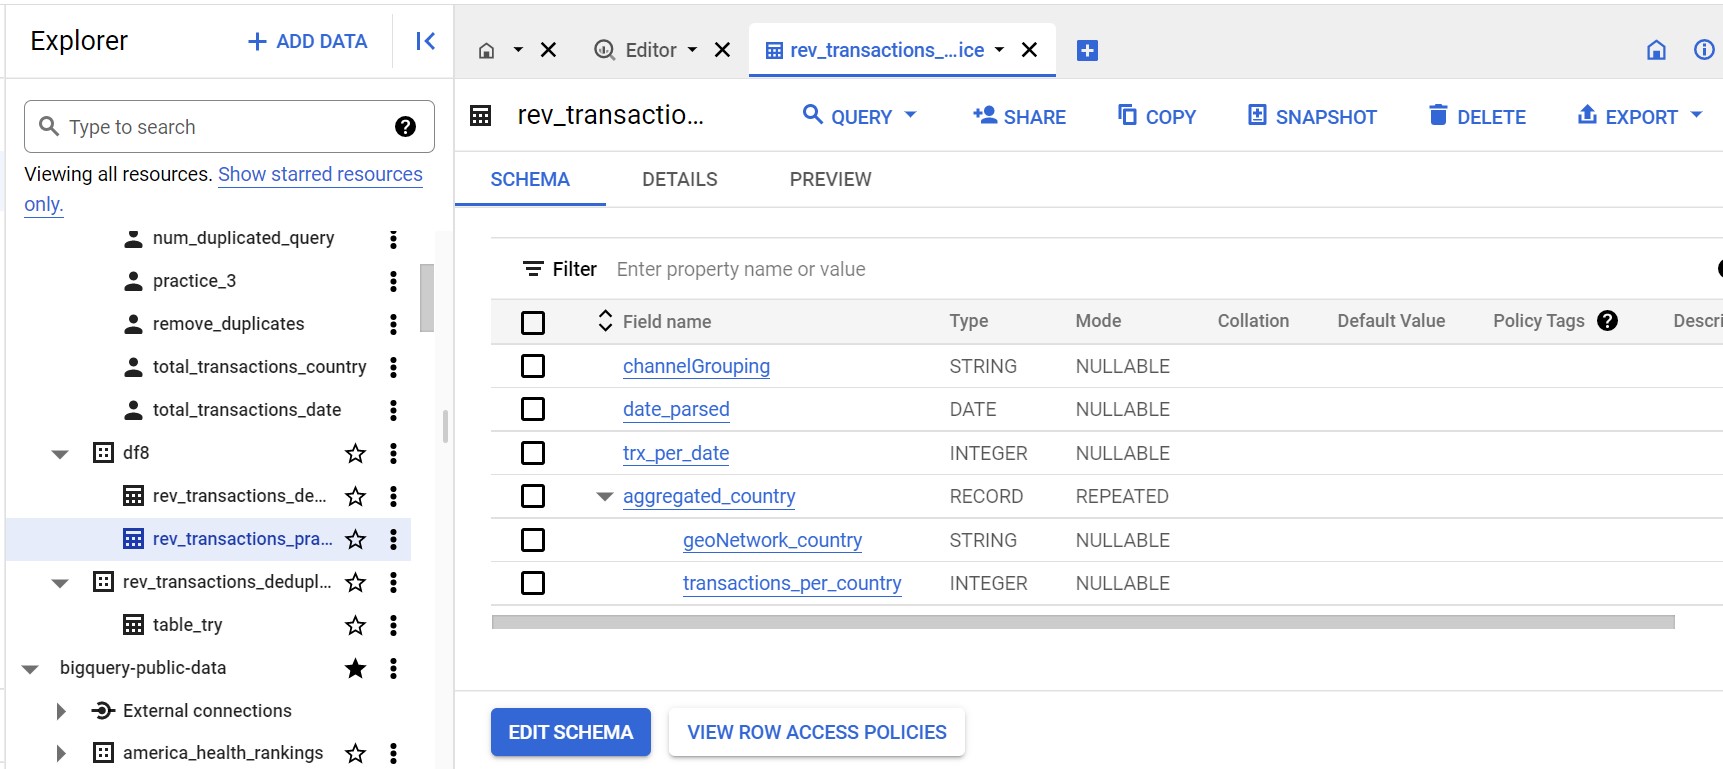 Explorer
ADD DATA
Editor
rev_transactions_...ice
Type to search
Viewing all resources. Show starred resources
only.
num_duplicated_query
practice_3
remove_duplicates
total_transactions_country
total_transactions_date
df8
rev_transactions_de...
rev_transactions_pra...
rev_transactions_dedupl...
table_try
bigquery-public-data
External connections
america_health_rankings
rev_transactio...
QUERY
SHARE
COPY
SNAPSHOT
DELETE
EXPORT
SCHEMA
DETAILS
PREVIEW
Filter Enter property name or value
Field name Type Mode Collation Default Value Policy Tags Descri
channelGrouping STRING NULLABLE
date_parsed DATE NULLABLE
trx_per_date INTEGER NULLABLE
aggregated_country RECORD REPEATED
geoNetwork_country STRING NULLABLE
transactions_per_country INTEGER NULLABLE
EDIT SCHEMA
VIEW ROW ACCESS POLICIES